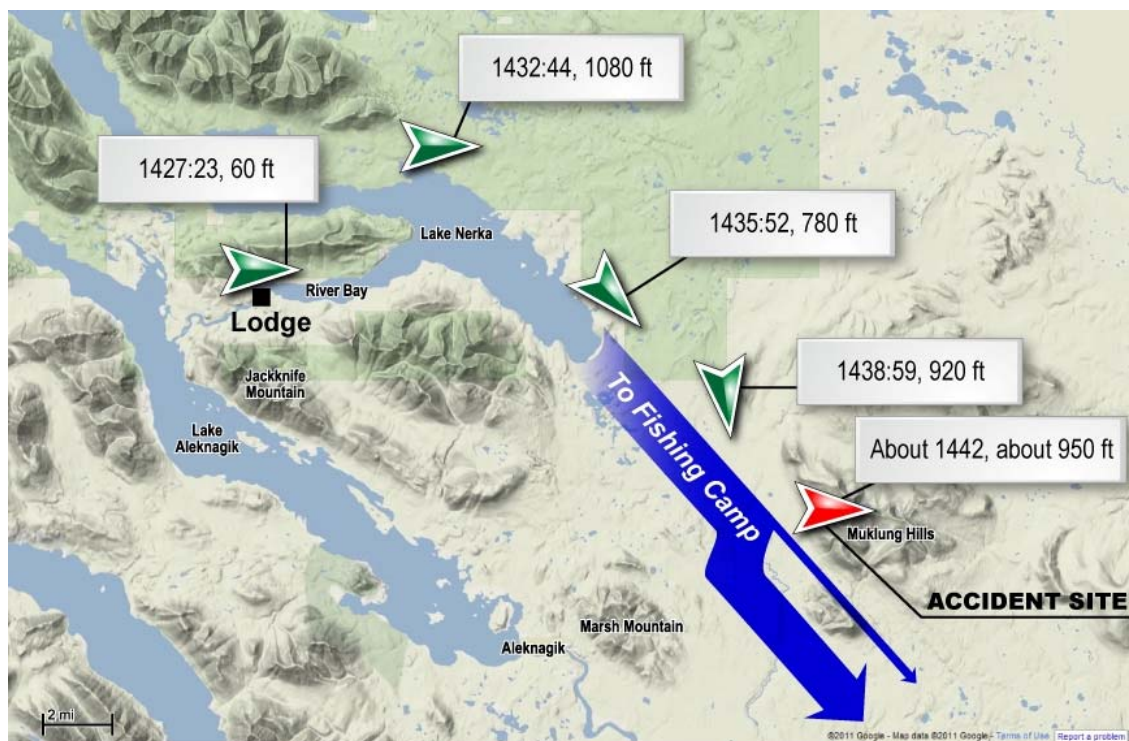 1432:44, 1080 ft
1427:23, 60 ft
Lake Nerka
1435:52, 780 ft
River Bay
Lodge
To Fishing Camp
1438:59, 920 ft
Jackknife
Mountain
Lake
Aleknagik
About 1442, about 950 ft
Muklung Hills
ACCIDENT SITE
Marsh Mountain
Aleknagik
2 mi
©2011 Google - Map data ©2011 Google - Terms of Use Report a problem